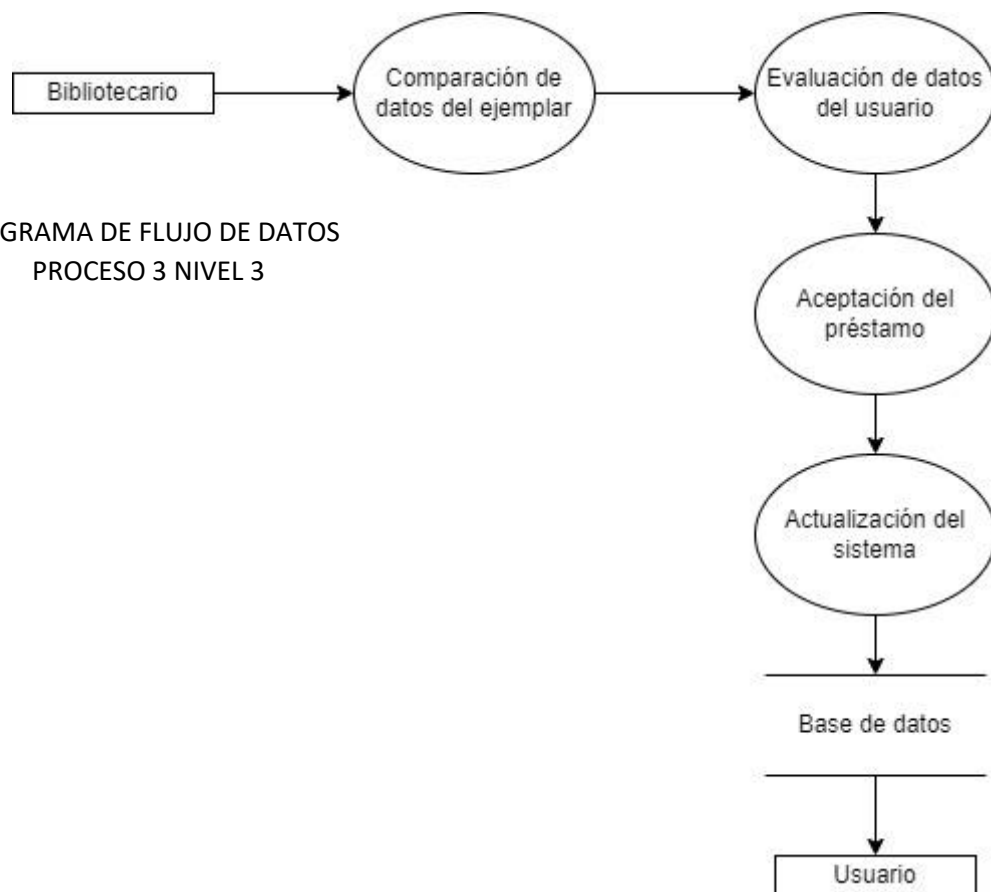 Bibliotecario
Comparación de
datos del ejemplar
Evaluación de datos
del usuario
GRAMA DE FLUJO DE DATOS
PROCESO 3 NIVEL 3
Aceptación del
préstamo
Actualización del
sistema
Base de datos
Usuario